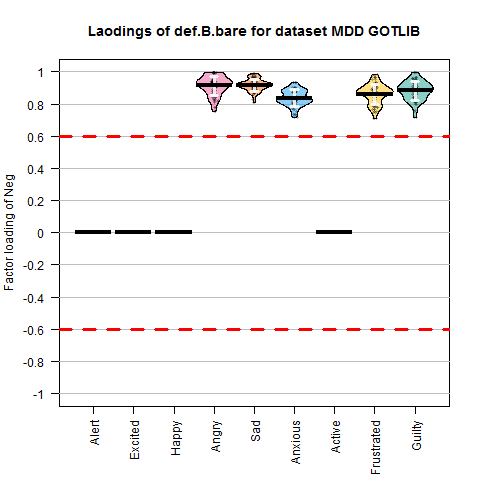 Laodings of def.B.bare for dataset MDD GOTLIB
Factor loading of Neg
1
0.8
0.6
0.4
0.2
0
-0.2
-0.4
-0.6
-0.8
-1
Alert
Excited
Happy
Angry
Sad
Anxious
Active
Frustrated
Guilty